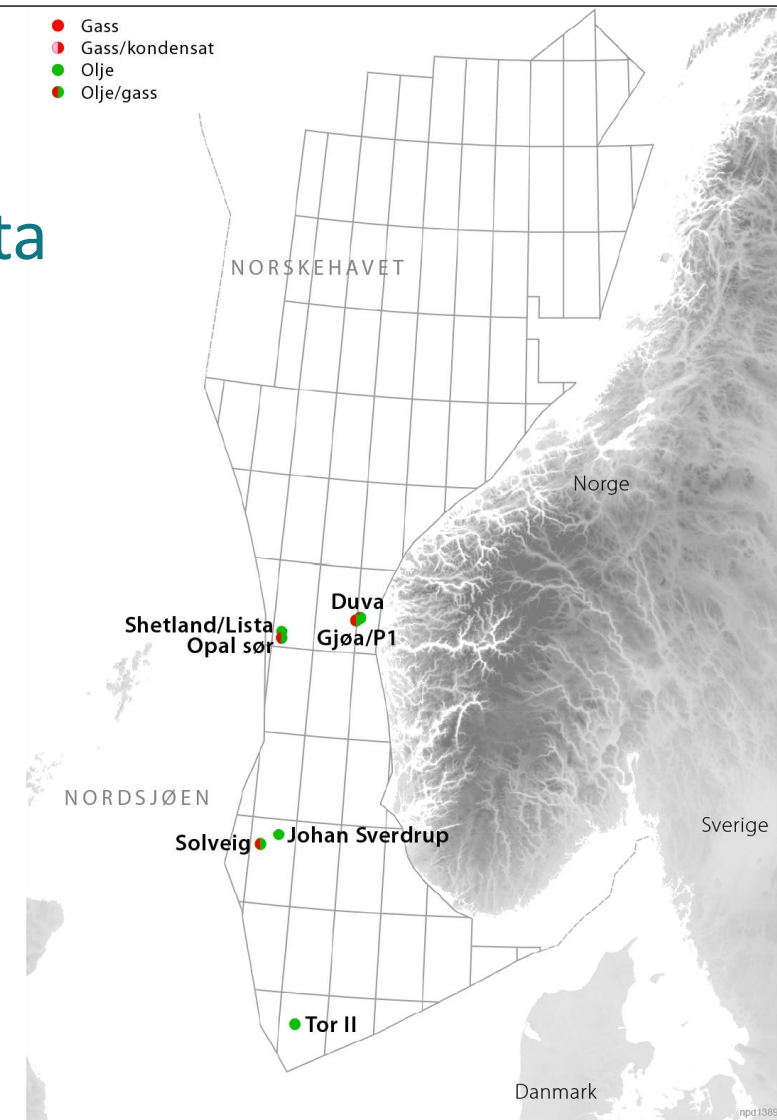 Gass
Gass/kondensat
Olje
Olje/gass
ta
NORSKEHAVET
Norge
Duva
Shetland/Lista
Gjøa/P1
Opal sør
NORDSJØEN
Sverige
Johan Sverdrup
Solveig
Tor II
Danmark